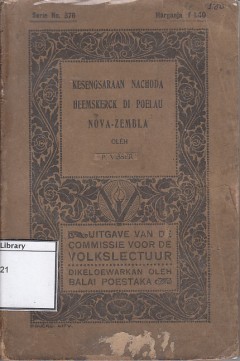 Serie No. 378
Harganja f 1.50
KESENGSARAAN NACHODA
HEEMSKERCK DI POELAU
NOVA-ZEMBLA
OLEH
UITGAVE VAN DE
COMMISSIE VOOR DE
VOLKSLECTUUR
DIKELOEWARKAN OLEH
BALAI POESTAKA
Library
21